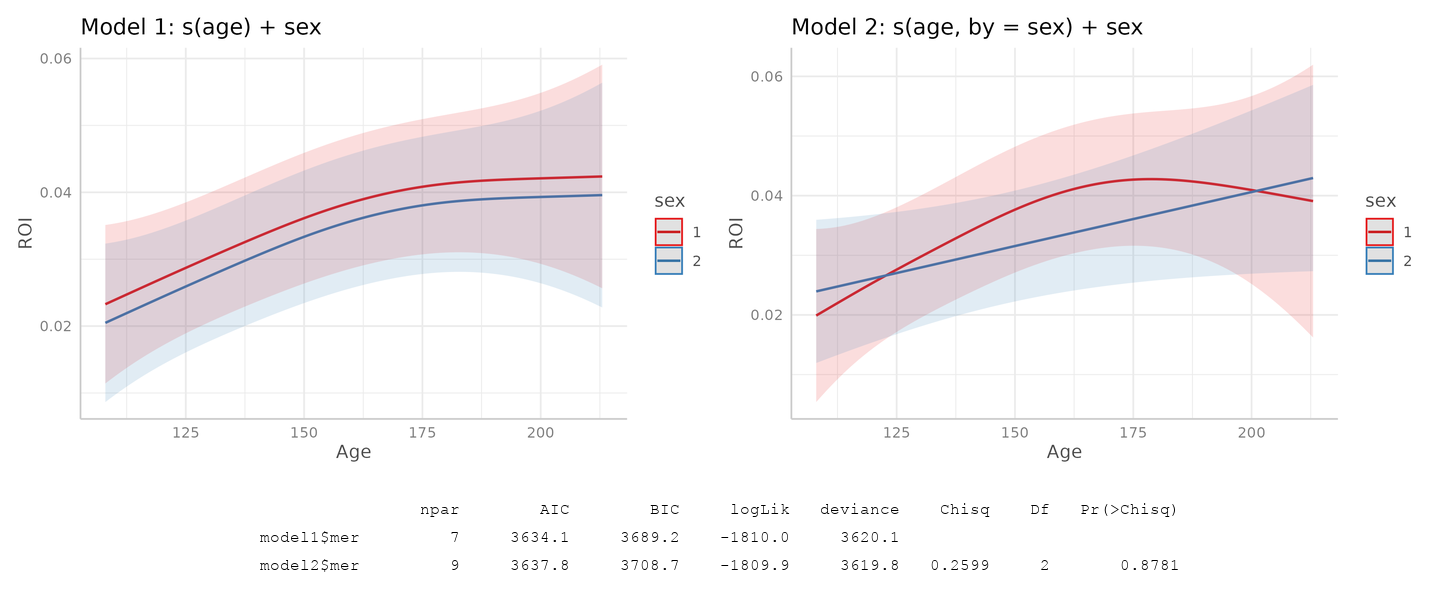 Model 1: s(age) + sex
0.06
0.04
0.02
ROI
125 150 175 200
Age
sex
1
2
Model 2: s(age, by = sex) + sex
0.06
0.04
0.02
ROI
125 150 175 200
Age
sex
1
2
npar AIC BIC logLik deviance Chisq Df Pr(>Chisq)
model1$mer 7 3634.1 3689.2 -1810.0 3620.1
model2$mer 9 3637.8 3708.7 -1809.9 3619.8 0.2599 2 0.8781